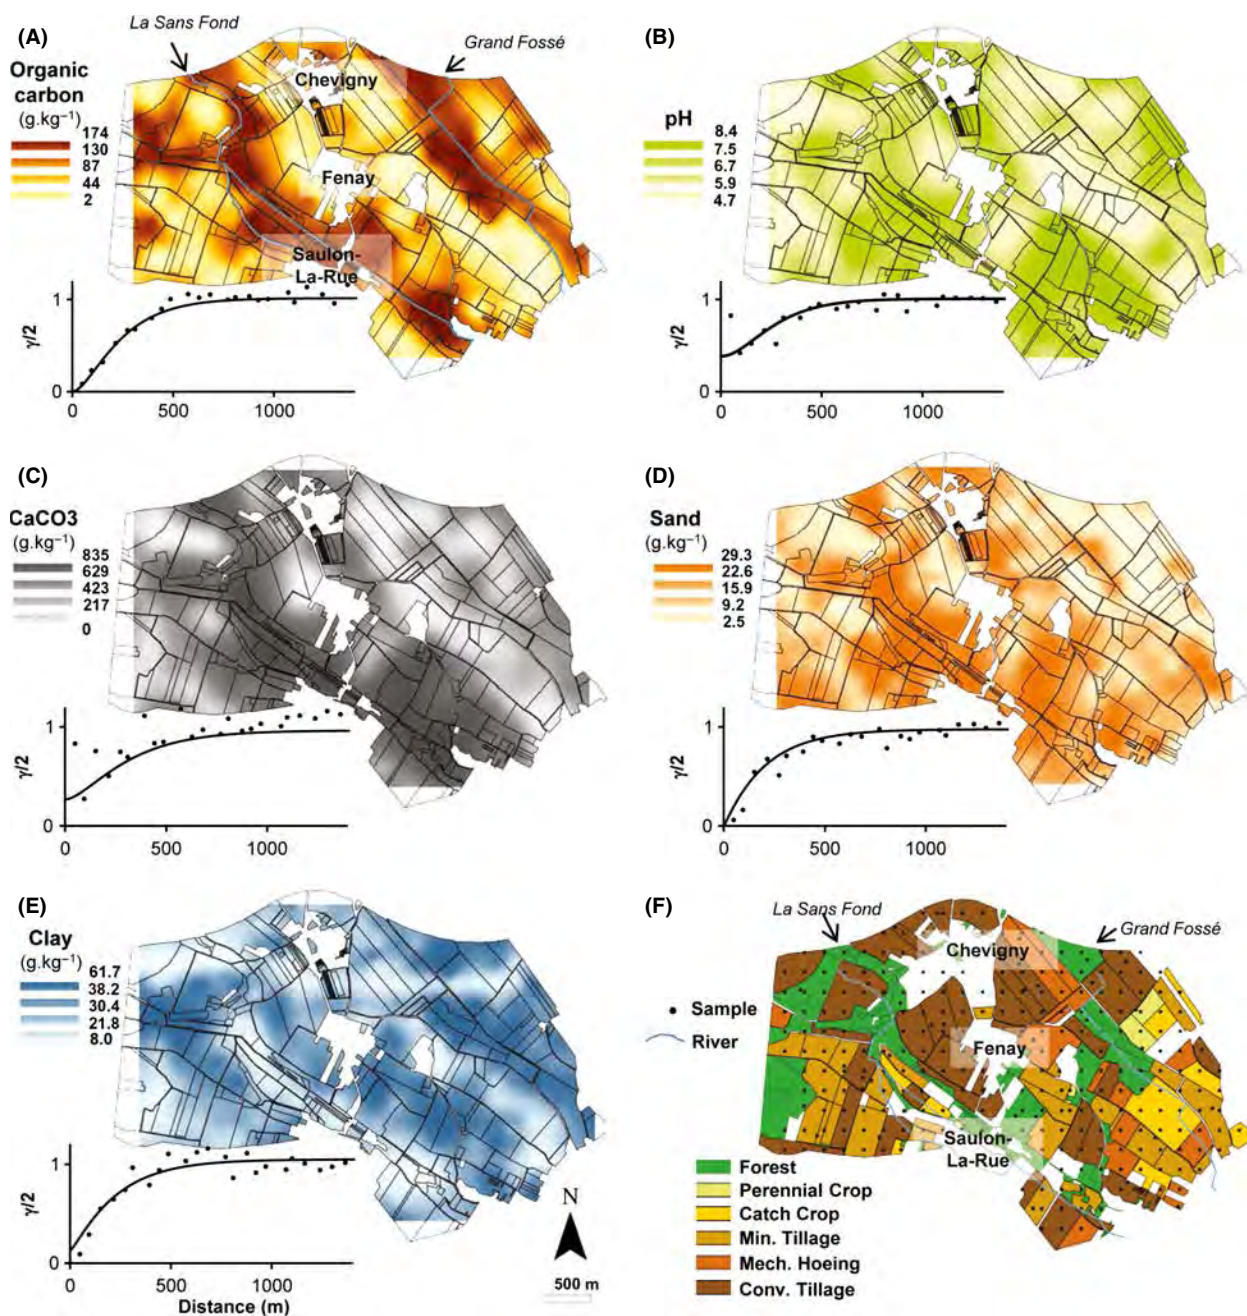 (A)
La Sans Fond
Grand Fossé
Organic
carbon
(g.kg⁻¹)
174
130
87
44
2
Chevigny
Fenay
Saulon-
La-Rue
γ/2
1
0
0
500
1000
(B)
pH
8.4
7.5
6.7
5.9
4.7
γ/2
1
0
0
500
1000
(C)
CaCO3
(g.kg⁻¹)
835
629
423
217
0
γ/2
1
0
0
500
1000
(D)
Sand
(g.kg⁻¹)
29.3
22.6
15.9
9.2
2.5
γ/2
1
0
0
500
1000
(E)
Clay
(g.kg⁻¹)
61.7
38.2
30.4
21.8
8.0
γ/2
1
0
0
500
1000
Distance (m)
N
500 m
(F)
La Sans Fond
Grand Fossé
Chevigny
Fenay
Saulon-
La-Rue
Sample
River
Forest
Perennial Crop
Catch Crop
Min. Tillage
Mech. Hoeing
Conv. Tillage